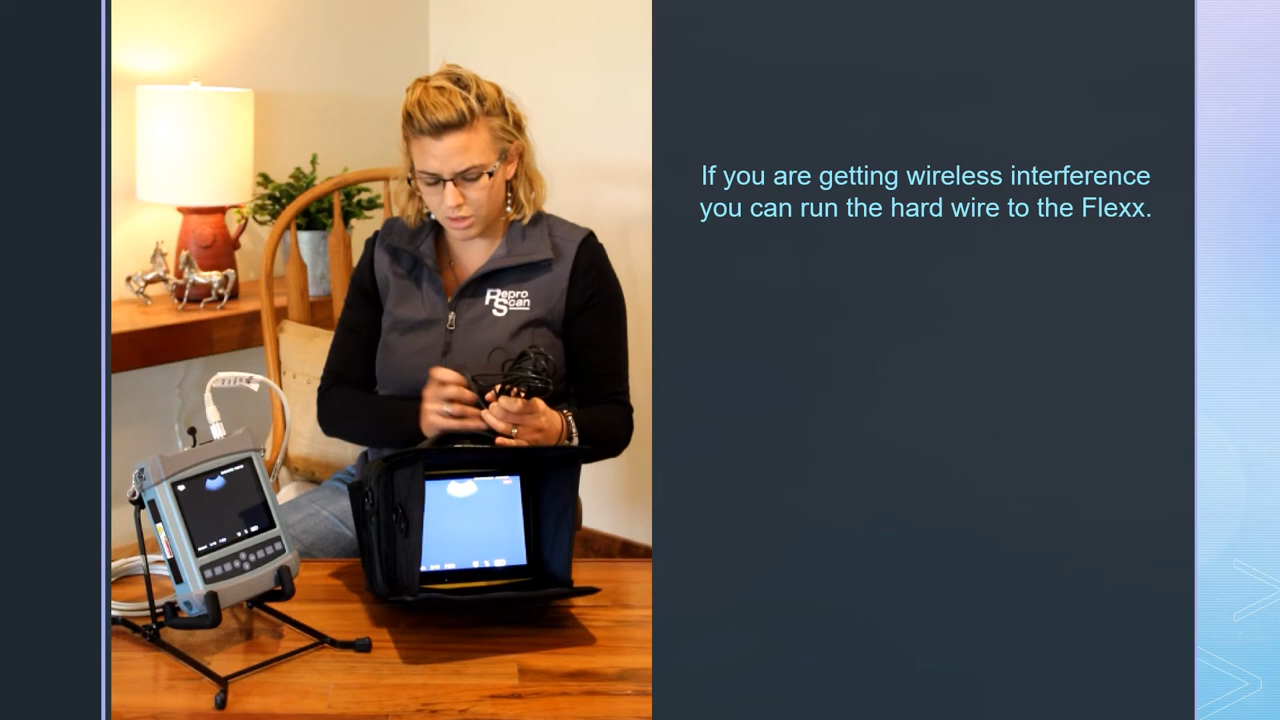 If you are getting wireless interference
you can run the hard wire to the Flexx.
Repro
Scan